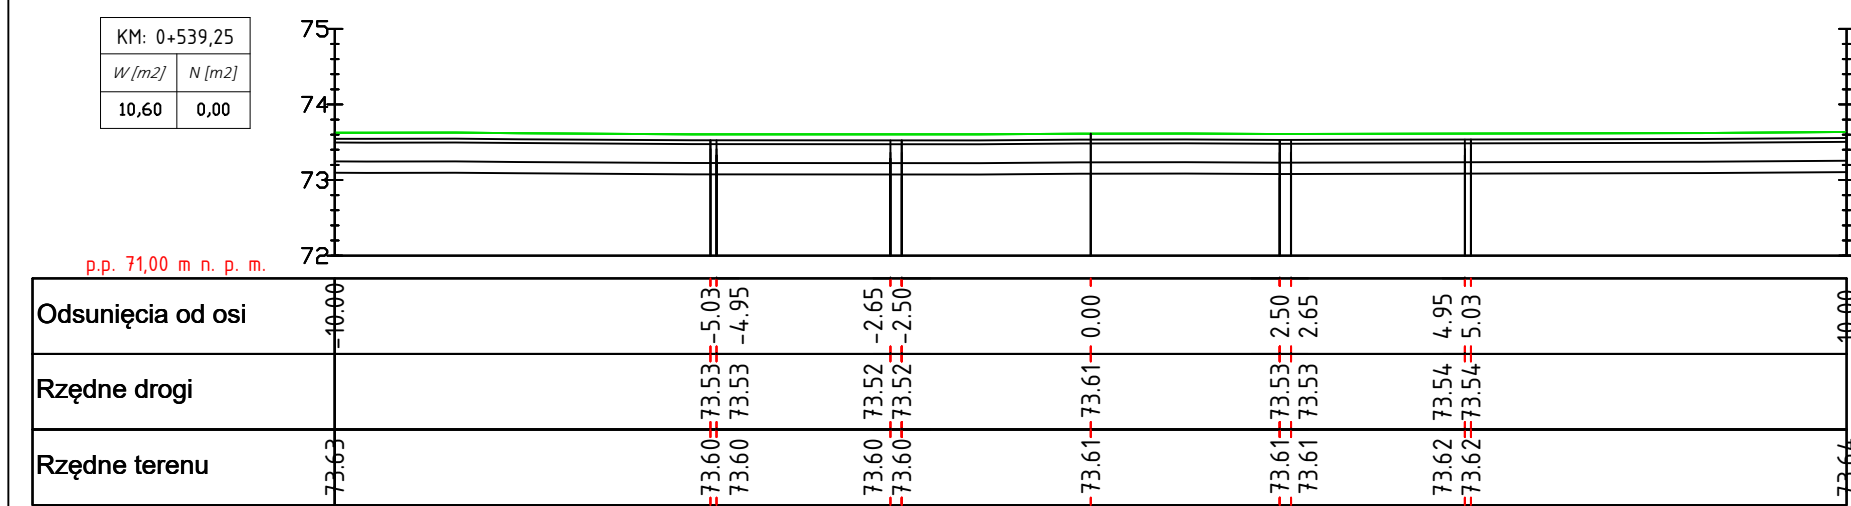 KM: 0+539,25
W [m2] N [m2]
10,60 0,00
75
74
73
72
p.p. 71,00 m n. p. m.
Odsunięcia od osi -10.00 -5.03 -4.95 -2.65 -2.50 0.00 2.50 2.65 4.95 5.03 10.00
Rzędne drogi 73.53 73.53 73.52 73.52 73.61 73.53 73.53 73.54 73.54
Rzędne terenu 73.63 73.60 73.60 73.60 73.60 73.61 73.61 73.61 73.62 73.62 73.64